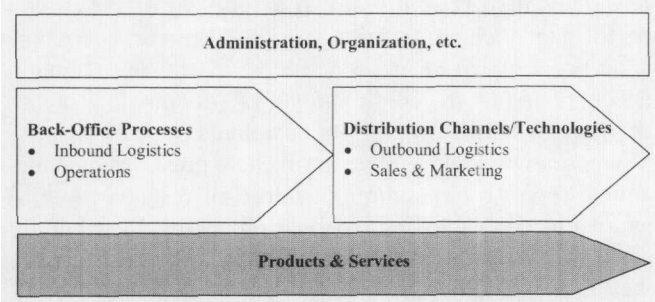 Administration, Organization, etc.
Back-Office Processes
• Inbound Logistics
• Operations
Distribution Channels/Technologies
• Outbound Logistics
• Sales & Marketing
Products & Services